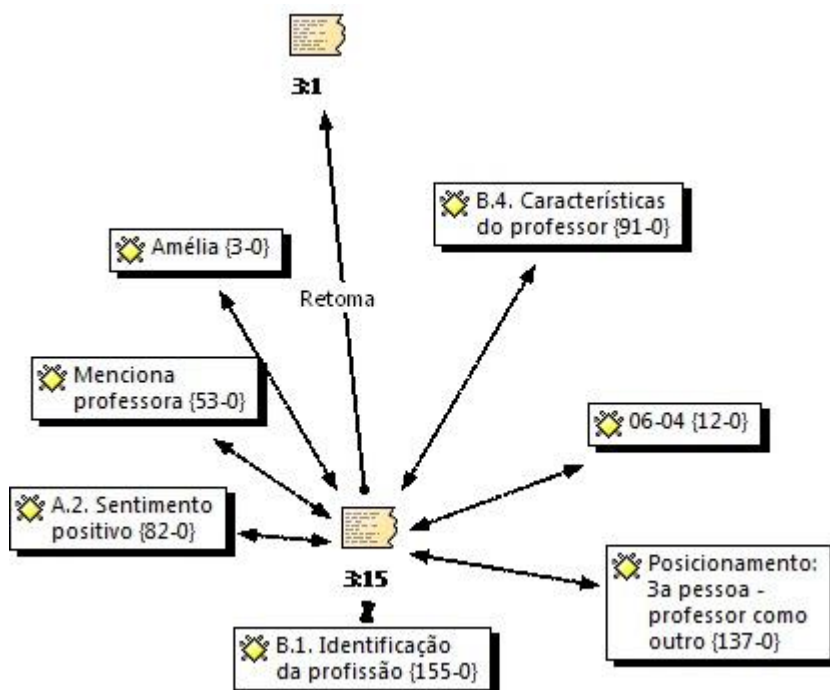 3:1
B.4. Características
do professor {91-0}
Amélia {3-0}
Retoma
Menciona
professora {53-0}
06-04 {12-0}
A.2. Sentimento
positivo {82-0}
3:15
Posicionamento:
3a pessoa -
professor como
outro {137-0}
B.1. Identificação
da profissão {155-0}